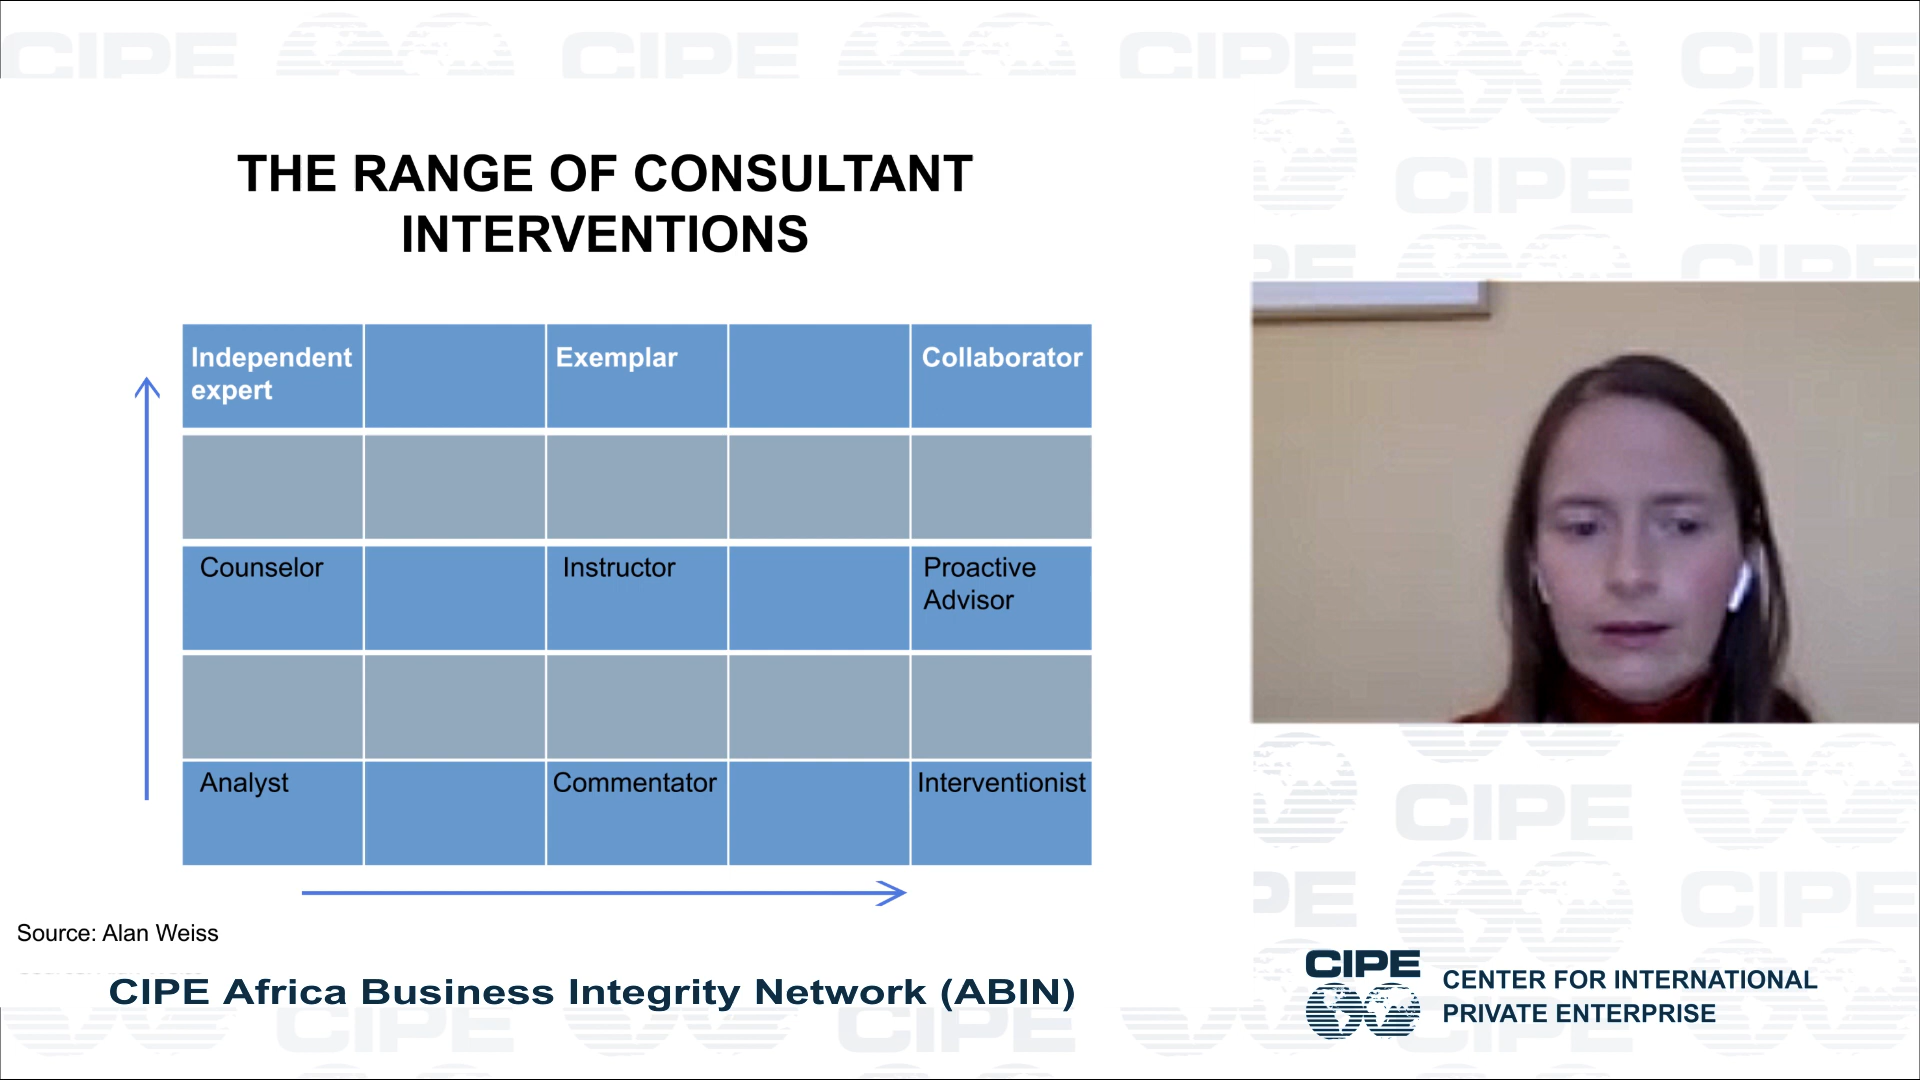 THE RANGE OF CONSULTANT
INTERVENTIONS
Independent
expert
Exemplar
Collaborator
Counselor
Instructor
Proactive
Advisor
Analyst
Commentator
Interventionist
Source: Alan Weiss
CIPE Africa Business Integrity Network (ABIN)
CIPE
CENTER FOR INTERNATIONAL
PRIVATE ENTERPRISE